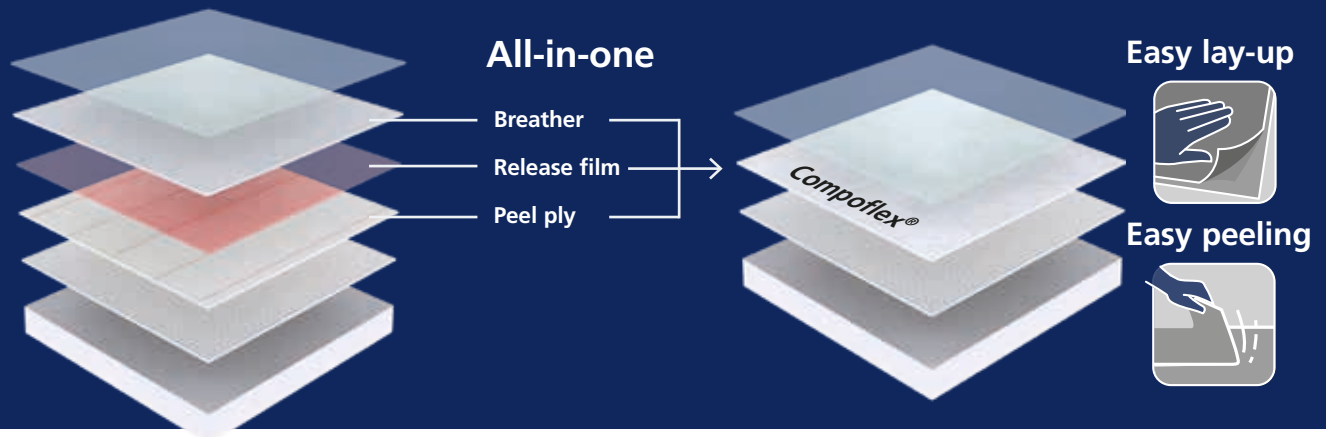 All-in-one
Breather
Release film
Peel ply
Compoflex®
Easy lay-up
Easy peeling